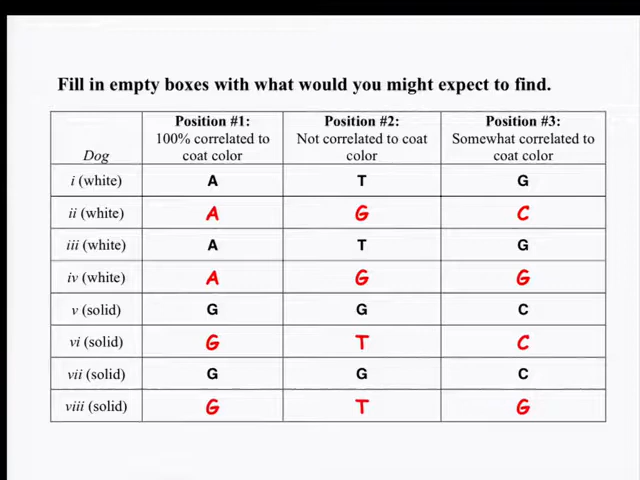 Fill in empty boxes with what would you might expect to find.
Dog
Position #1:
100% correlated to
coat color
Position #2:
Not correlated to coat
color
Position #3:
Somewhat correlated to
coat color
i (white) A T G
ii (white) A G C
iii (white) A T G
iv (white) A G G
v (solid) G G C
vi (solid) G T C
vii (solid) G G C
viii (solid) G T G